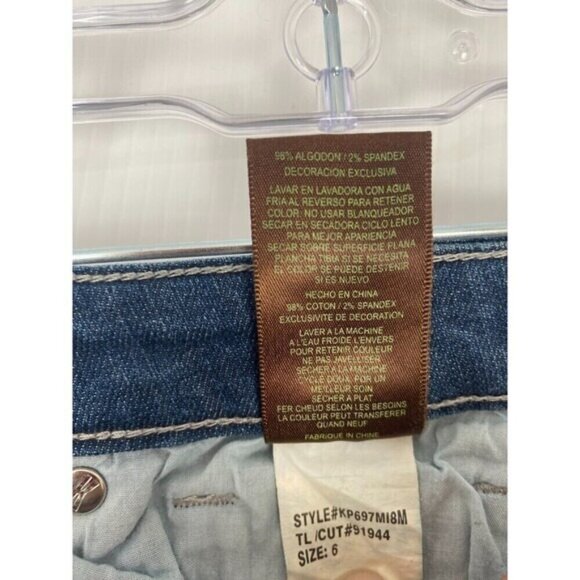 98% ALGODON / 2% SPANDEX
DECORACION EXCLUSIVA
LAVAR EN LAVADORA CON AGUA
FRIA AL REVERSO PARA RETENER
COLOR. NO USAR BLANQUEADOR
SECAR EN SECADORA CICLO LENTO
PARA MEJOR APARIENCIA
SECAR SOBRE SUPERFICIE PLANA
PLANCHA TIBIA SI SE NECESITA
EL COLOR SE PUEDE DESTENIR
SI ES NUEVO
HECHO EN CHINA
98% COTON / 2% SPANDEX
EXCLUSIVITE DE DECORATION
LAVER A LA MACHINE
A L'EAU FROIDE L'ENVERS
POUR RETENIR COULEUR
NE PAS JAVELLISER
SECHER A LA MACHINE
CYCLE DOUX. FOR UN
MEILLEUR SOIN
SECHER A PLAT
FER CHEUD SELON LES BESOINS
LA COULEUR PEUT TRANSFERER
QUAND NEUF
FABRIQUE IN CHINE
STYLE#KP697MI8M
TL /CUT#91944
SIZE: 6